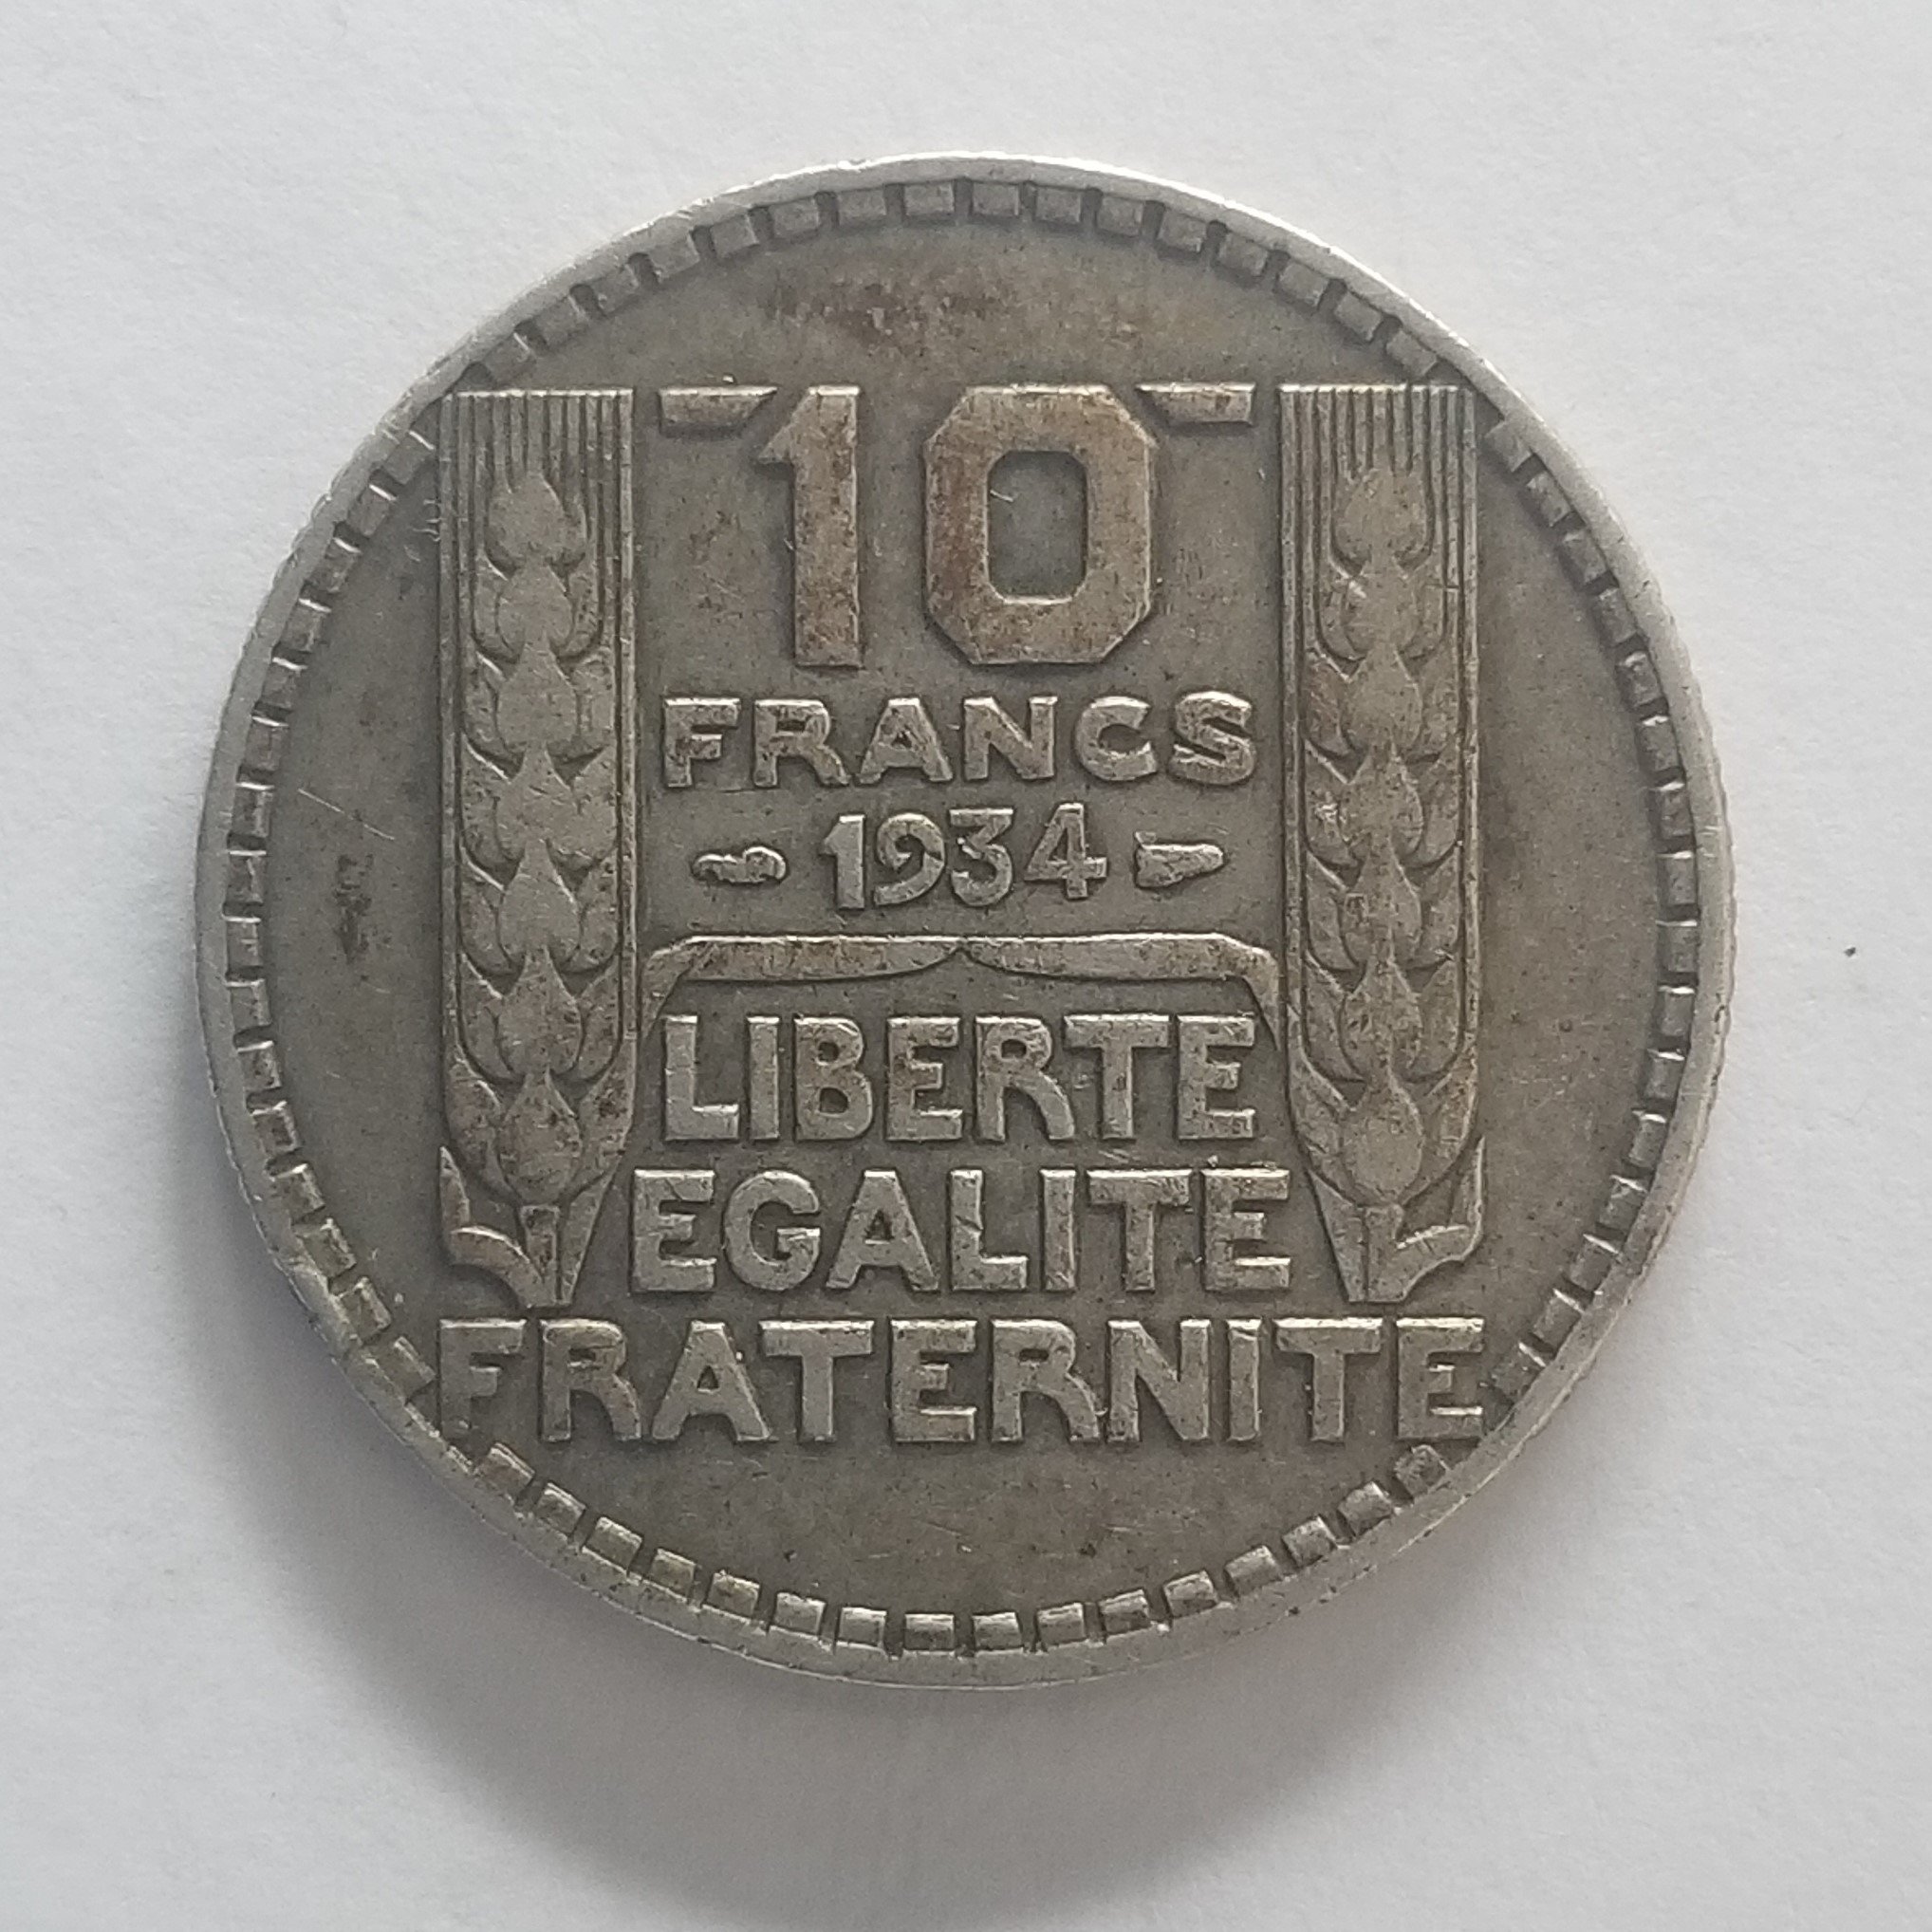 10
FRANCS
1934
LIBERTE
EGALITE
FRATERNITE